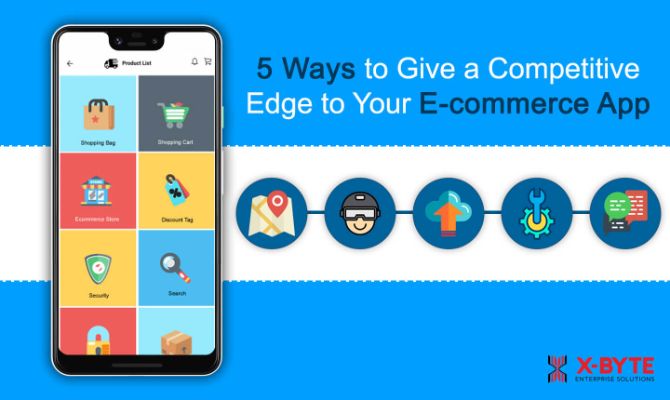 Product List
Shopping Bag
Shopping Cart
Ecommerce Store
Discount Tag
Security
Search
5 Ways to Give a Competitive
Edge to Your E-commerce App
X-BYTE
ENTERPRISE SOLUTIONS